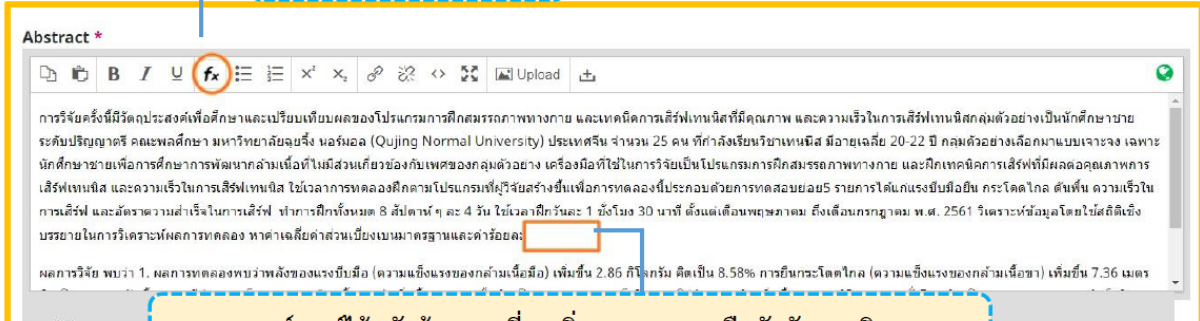 Abstract *
B I U fx x² x₂ <> Upload
การวิจัยครั้งนี้มีวัตถุประสงค์เพื่อศึกษาและเปรียบเทียบผลของโปรแกรมการฝึกสมรรถภาพทางกาย และเทคนิคการเสิร์ฟเทนนิสที่มีคุณภาพ และความเร็วในการเสิร์ฟเทนนิสกลุ่มตัวอย่างเป็นนักศึกษาชาย
ระดับปริญญาตรี คณะพลศึกษา มหาวิทยาลัยฉุยจิ้ง นอร์มอล (Qujing Normal University) ประเทศจีน จำนวน 25 คน ที่กำลังเรียนวิชาเทนนิส มีอายุเฉลี่ย 20-22 ปี กลุ่มตัวอย่างเลือกมาแบบเจาะจง เฉพาะ
นักศึกษาชายเพื่อการศึกษาการพัฒนากล้ามเนื้อที่ไม่มีส่วนเกี่ยวข้องกับเพศของกลุ่มตัวอย่าง เครื่องมือที่ใช้ในการวิจัยเป็นโปรแกรมการฝึกสมรรถภาพทางกาย และฝึกเทคนิคการเสิร์ฟที่มีผลต่อคุณภาพการ
เสิร์ฟเทนนิส และความเร็วในการเสิร์ฟเทนนิส ใช้เวลาการทดลองฝึกตามโปรแกรมที่ผู้วิจัยสร้างขึ้นเพื่อการทดลองนี้ประกอบด้วยการทดสอบย่อย5 รายการได้แก่แรงบีบมือยืน กระโดดไกล ดันพื้น ความเร็วใน
การเสิร์ฟ และอัตราความสำเร็จในการเสิร์ฟ ทำการฝึกทั้งหมด 8 สัปดาห์ ๆ ละ 4 วัน ใช้เวลาฝึกวันละ 1 ชั่งโมง 30 นาที ตั้งแต่เดือนพฤษภาคม ถึงเดือนกรกฎาคม พ.ศ. 2561 วิเคราะห์ข้อมูลโดยใช้สถิติเชิง
บรรยายในการวิเคราะห์ผลการทดลอง หาค่าเฉลี่ยค่าส่วนเบี่ยงเบนมาตรฐานและค่าร้อยละ
ผลการวิจัย พบว่า 1. ผลการทดลองพบว่าพลังของแรงบีบมือ (ความแข็งแรงของกล้ามเนื้อมือ) เพิ่มขึ้น 2.86 กิโลกรัม คิดเป็น 8.58% การยืนกระโดดไกล (ความแข็งแรงของกล้ามเนื้อขา) เพิ่มขึ้น 7.36 เมตร